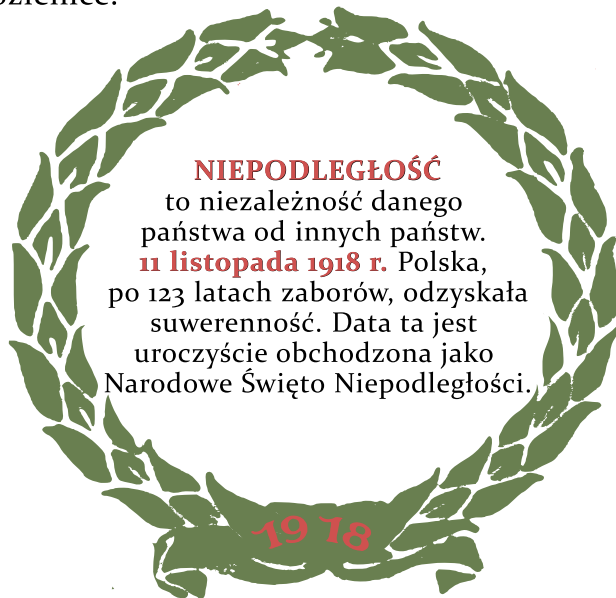 NIEPODLEGŁOŚĆ
to niezależność danego
państwa od innych państw.
11 listopada 1918 r. Polska,
po 123 latach zaborów, odzyskała
suwerenność. Data ta jest
uroczyście obchodzona jako
Narodowe Święto Niepodległości.
1918